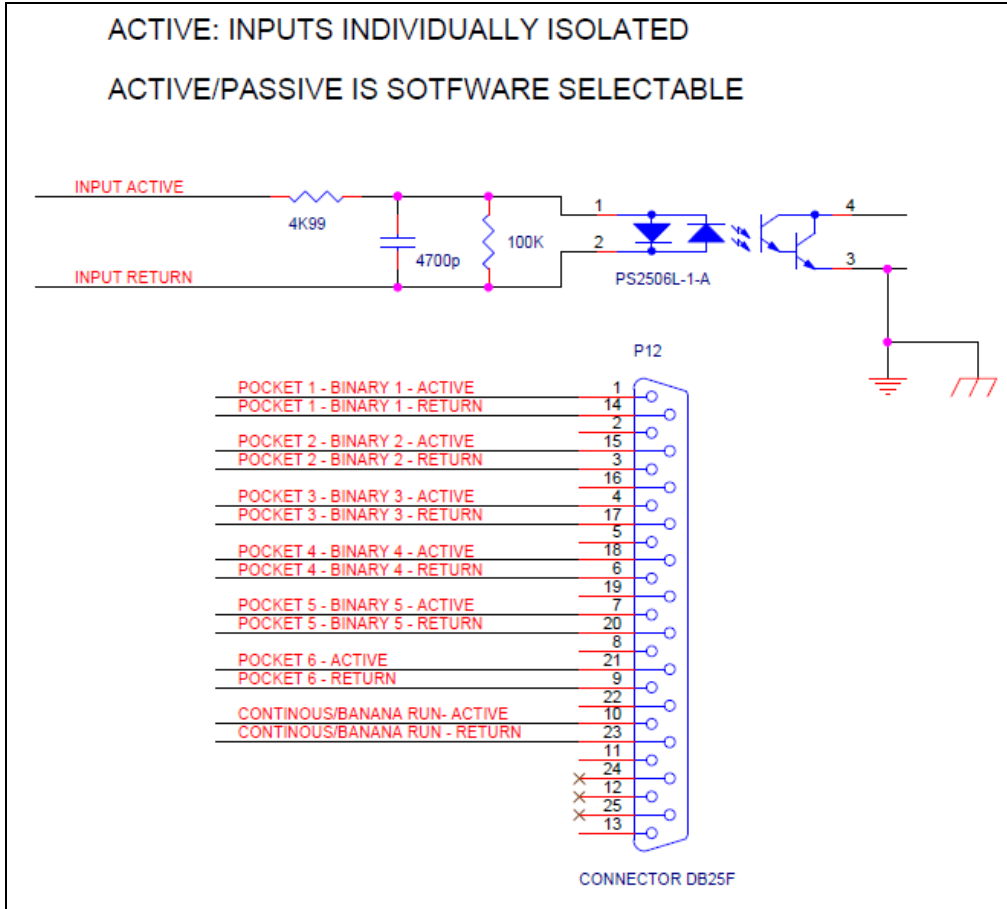 ACTIVE: INPUTS INDIVIDUALLY ISOLATED
ACTIVE/PASSIVE IS SOTFWARE SELECTABLE
INPUT ACTIVE
4K99
4700p
100K
INPUT RETURN
1
2
4
3
PS2506L-1-A
P12
POCKET 1 - BINARY 1 - ACTIVE 1
POCKET 1 - BINARY 1 - RETURN 14
2
POCKET 2 - BINARY 2 - ACTIVE 15
POCKET 2 - BINARY 2 - RETURN 3
16
POCKET 3 - BINARY 3 - ACTIVE 4
POCKET 3 - BINARY 3 - RETURN 17
5
POCKET 4 - BINARY 4 - ACTIVE 18
POCKET 4 - BINARY 4 - RETURN 6
19
POCKET 5 - BINARY 5 - ACTIVE 7
POCKET 5 - BINARY 5 - RETURN 20
8
POCKET 6 - ACTIVE 21
POCKET 6 - RETURN 9
22
CONTINOUS/BANANA RUN- ACTIVE 10
CONTINOUS/BANANA RUN - RETURN 23
11
24
12
25
13
CONNECTOR DB25F